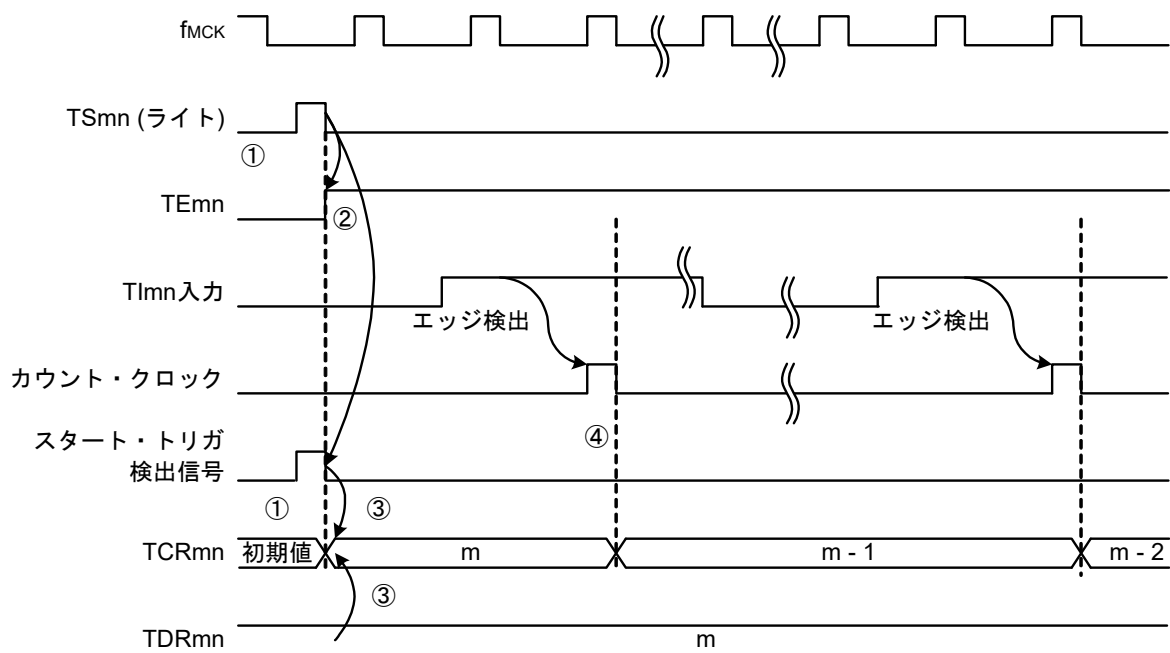 fMCK
TSmn (ライト)
①
TEmn
②
TImn入力
エッジ検出
エッジ検出
カウント・クロック
④
スタート・トリガ
検出信号
①
③
TCRmn
初期値
m
m - 1
m - 2
③
TDRmn
m